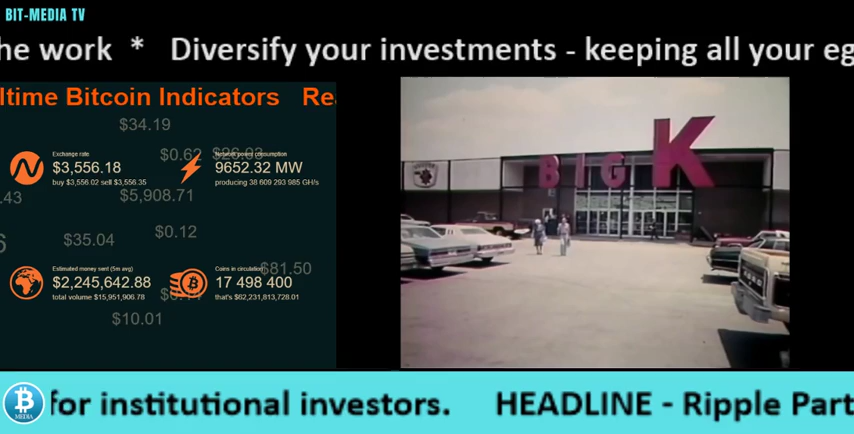 BIT-MEDIA TV
he work * Diversify your investments - keeping all your eg
ltime Bitcoin Indicators Rea
$34.19
Exchange rate
$3,556.18
buy $3,556.02 sell $3,556.35
$0.62
Network power consumption
9652.32 MW
producing 38 609 293 985 GH/s
.43
$5,908.71
6
$35.04
$0.12
Estimated money sent (5m avg)
$2,245,642.88
total volume $15,951,906.78
Coins in circulation
17 498 400
that's $62,231,813,728.01
$81.50
$10.01
BIG K
FORD
B
MEDIA
for institutional investors. HEADLINE - Ripple Part